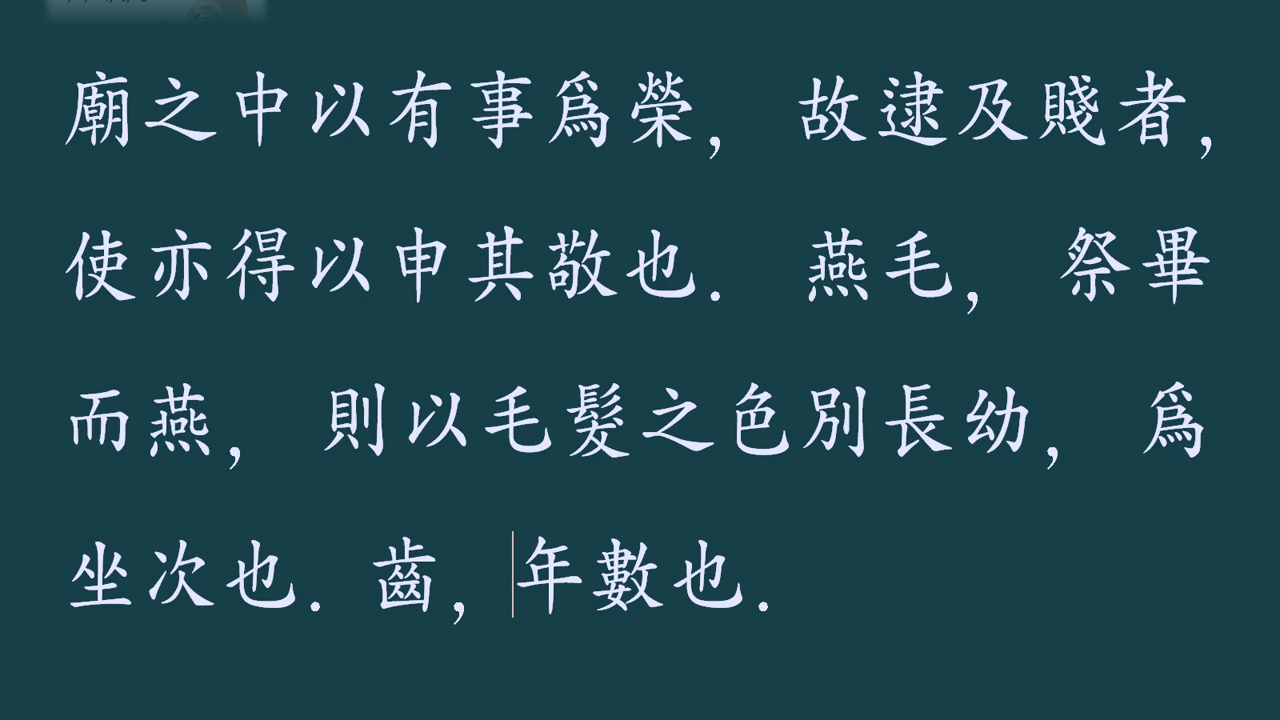 廟之中以有事爲榮, 故逮及賤者,
使亦得以申其敬也. 燕毛, 祭畢
而燕, 則以毛髮之色別長幼, 爲
坐次也. 齒, 年數也.